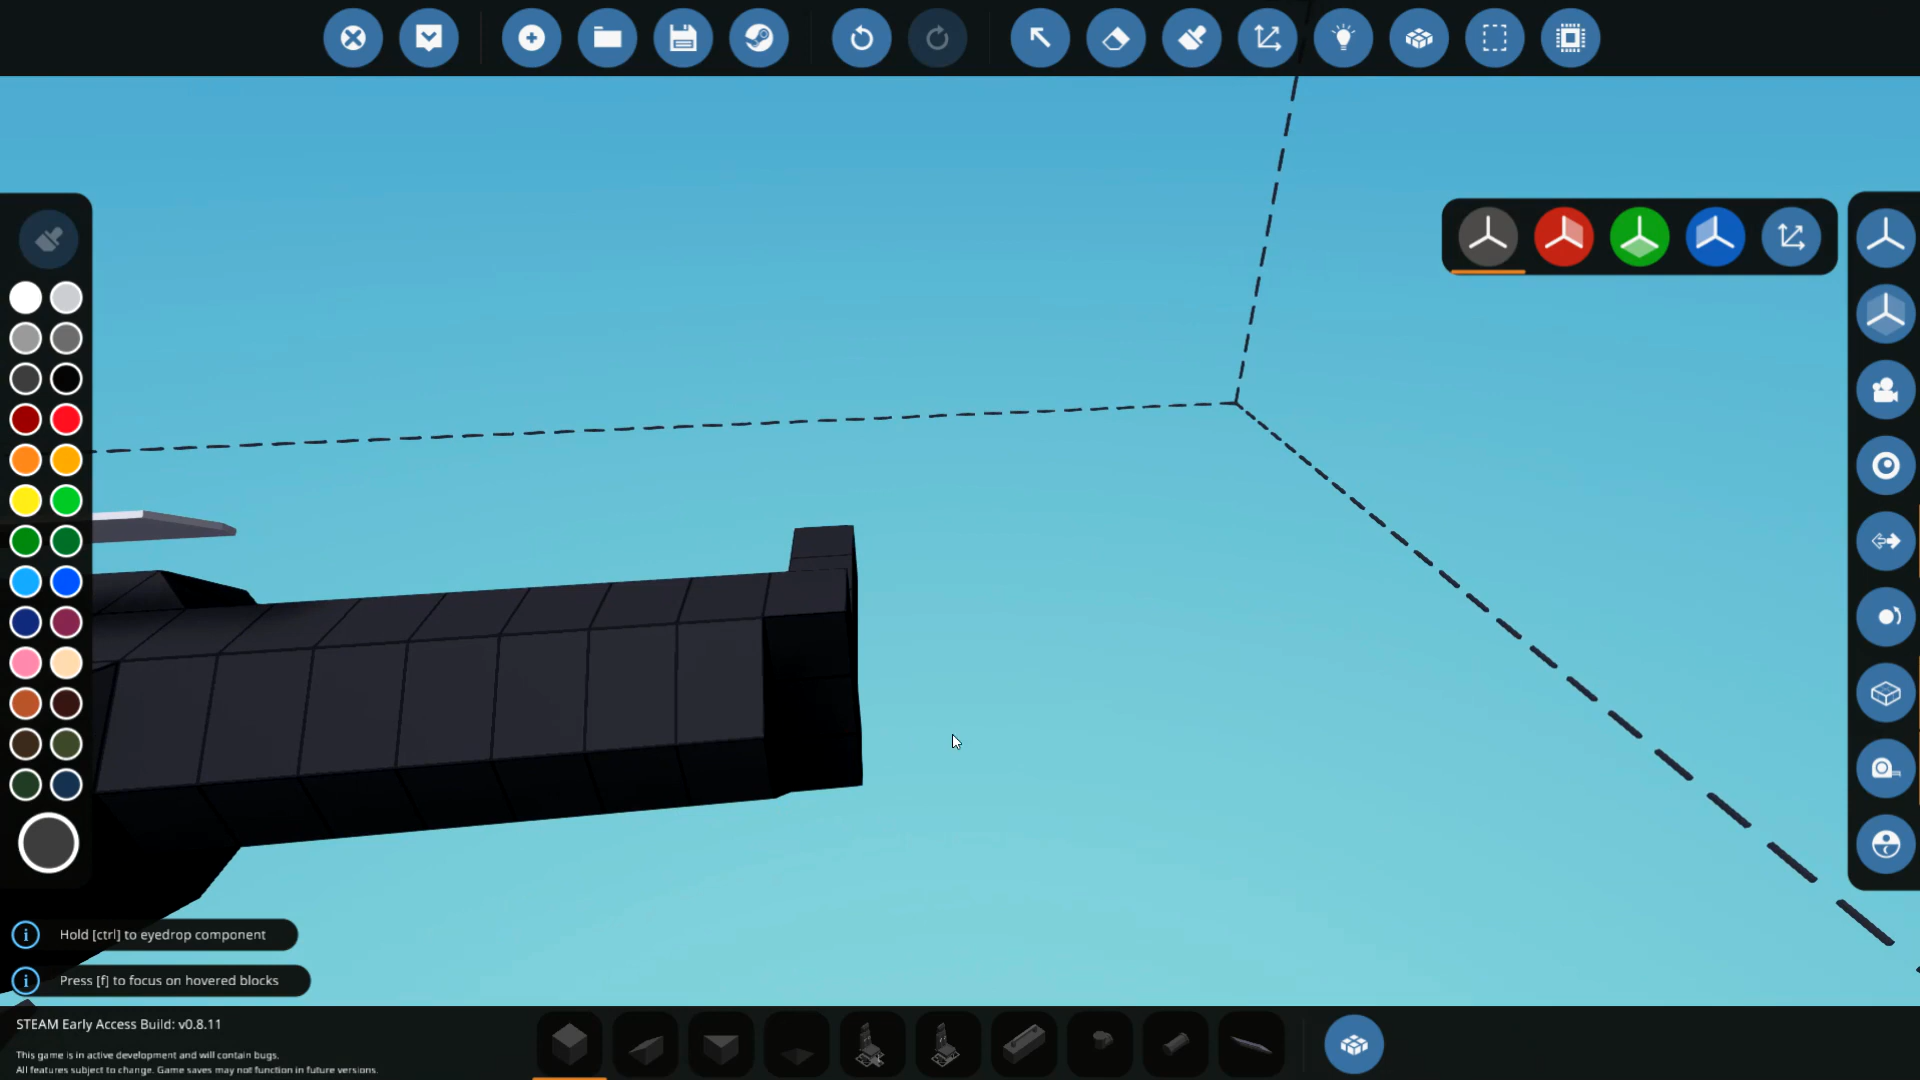 Hold [ctrl] to eyedrop component
Press [f] to focus on hovered blocks
STEAM Early Access Build: v0.8.11
This game is in active development and will contain bugs.
All features subject to change. Game saves may not function in future versions.